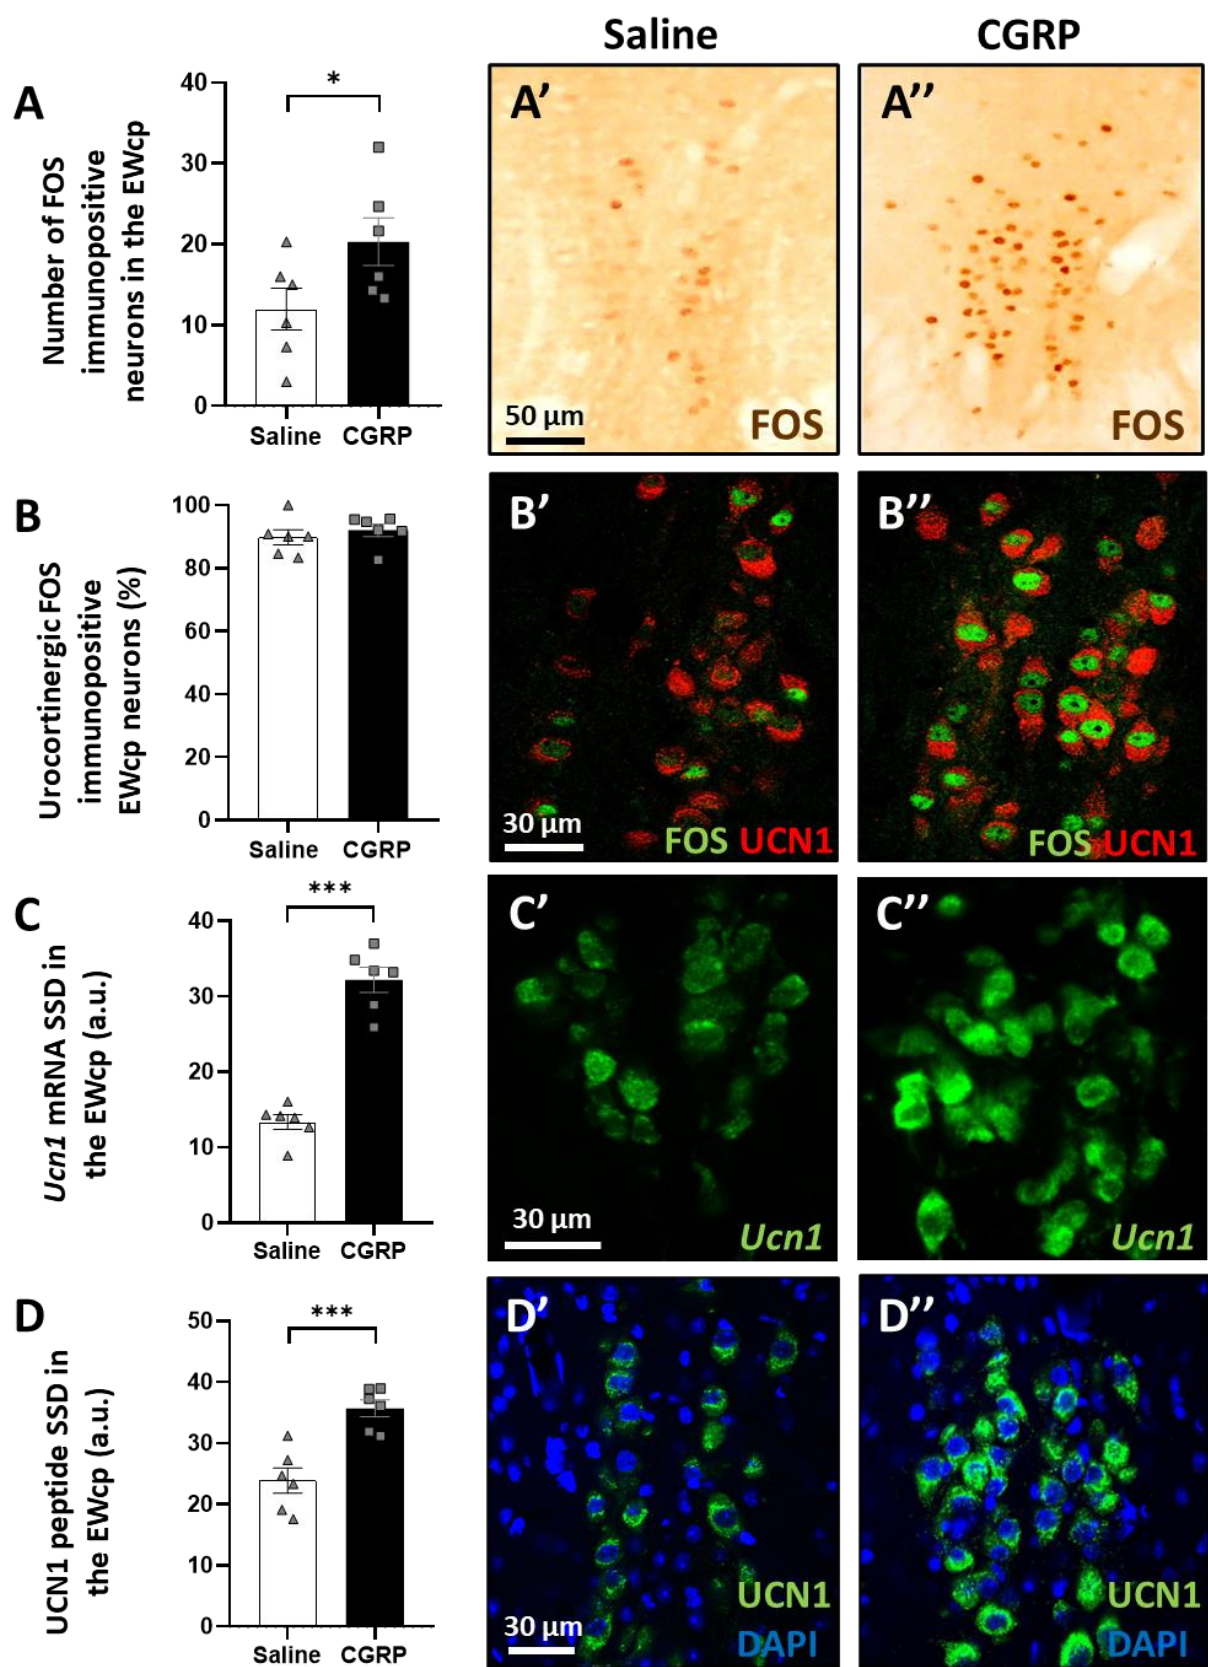 Saline
CGRP
A
Number of FOS
immunopositive
neurons in the EWcp
40
30
20
10
0
*
Saline CGRP
A'
50 µm
FOS
A''
FOS
B
Urocortinergic FOS
immunopositive
EWcp neurons (%)
100
80
60
40
20
0
Saline CGRP
B'
30 µm
FOS UCN1
B''
FOS UCN1
C
Ucn1 mRNA SSD in
the EWcp (a.u.)
40
30
20
10
0
***
Saline CGRP
C'
30 µm
Ucn1
C''
Ucn1
D
UCN1 peptide SSD in
the EWcp (a.u.)
50
40
30
20
10
0
***
Saline CGRP
D'
UCN1
30 µm
DAPI
D''
UCN1
DAPI